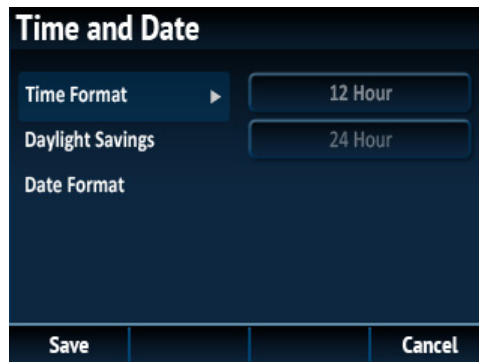 Time and Date
Time Format
12 Hour
Daylight Savings
24 Hour
Date Format
Save
Cancel